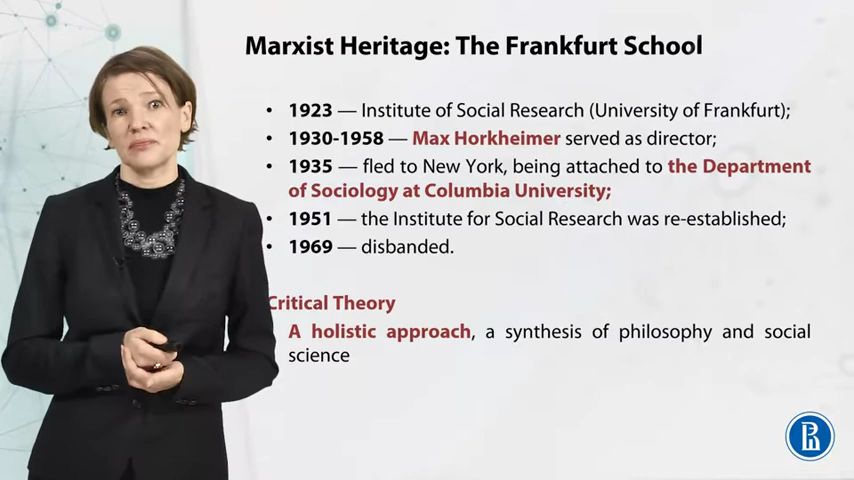 Marxist Heritage: The Frankfurt School
• 1923 — Institute of Social Research (University of Frankfurt);
• 1930-1958 — Max Horkheimer served as director;
• 1935 — fled to New York, being attached to the Department
of Sociology at Columbia University;
• 1951 — the Institute for Social Research was re-established;
• 1969 — disbanded.
Critical Theory
A holistic approach, a synthesis of philosophy and social
science